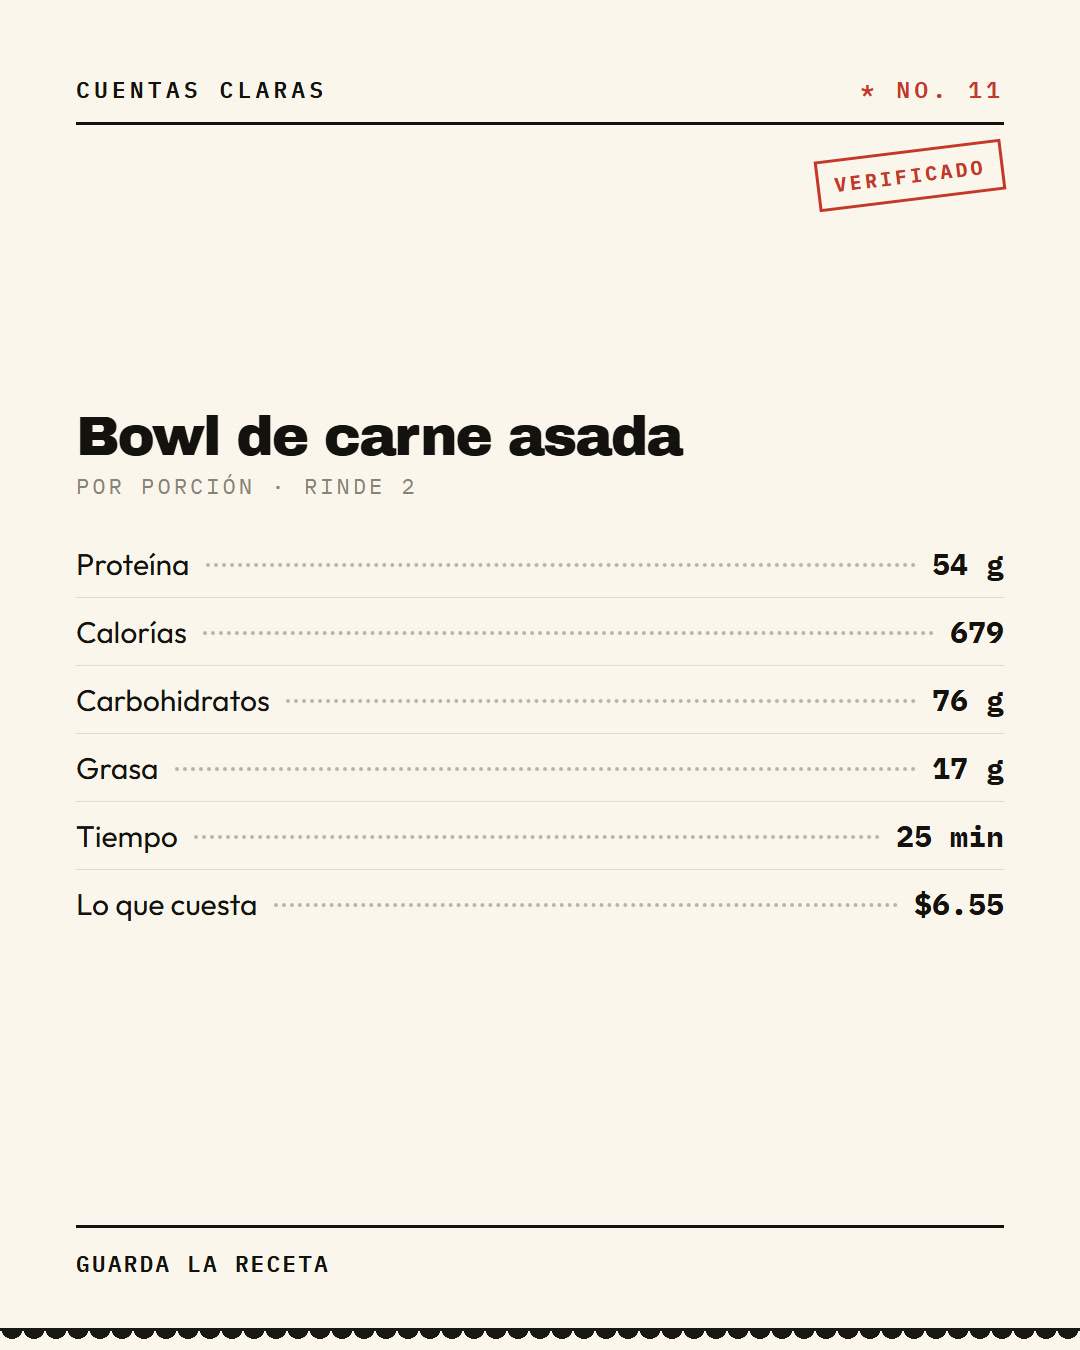 CUENTAS CLARAS
* NO. 11
VERIFICADO
Bowl de carne asada
POR PORCIÓN · RINDE 2
Proteína 54 g
Calorías 679
Carbohidratos 76 g
Grasa 17 g
Tiempo 25 min
Lo que cuesta $6.55
GUARDA LA RECETA